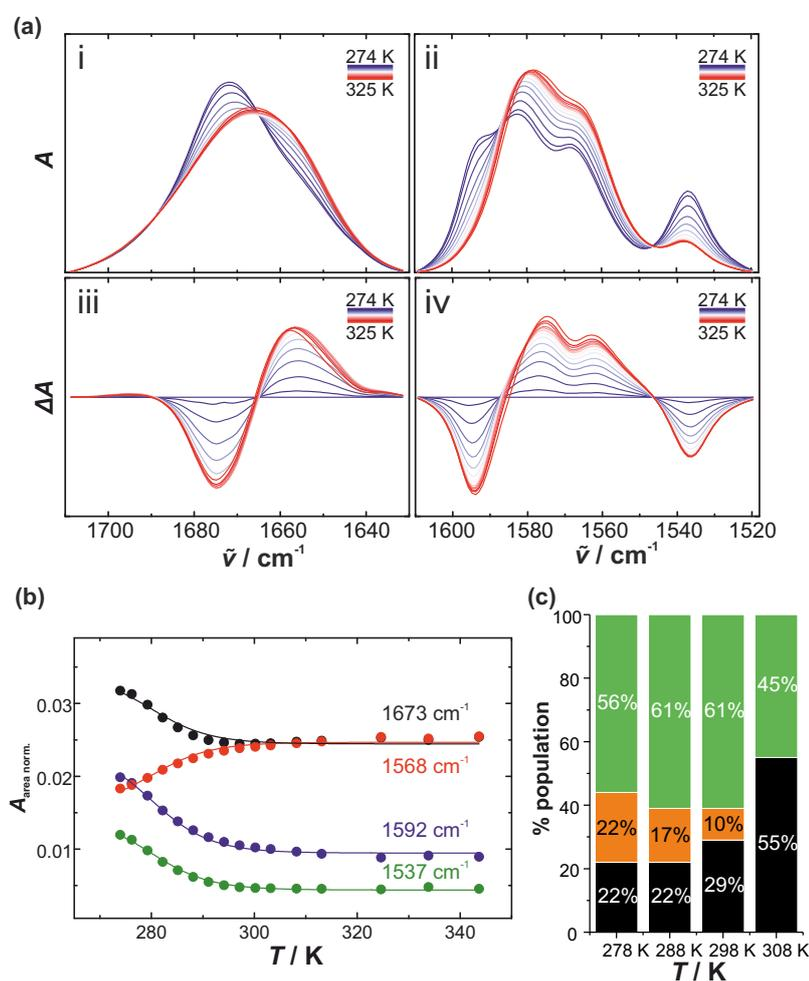 (a)
i
274 K
325 K
ii
274 K
325 K
A
iii
274 K
325 K
iv
274 K
325 K
ΔA
1700 1680 1660 1640 1600 1580 1560 1540 1520
ṽ / cm⁻¹ ṽ / cm⁻¹
(b)
0.03
0.02
0.01
A area norm.
1673 cm⁻¹
1568 cm⁻¹
1592 cm⁻¹
1537 cm⁻¹
280 300 320 340
T / K
(c)
100
80
60
40
20
0
% population
56% 61% 61% 45%
22% 17% 10%
22% 22% 29% 55%
278 K 288 K 298 K 308 K
T / K